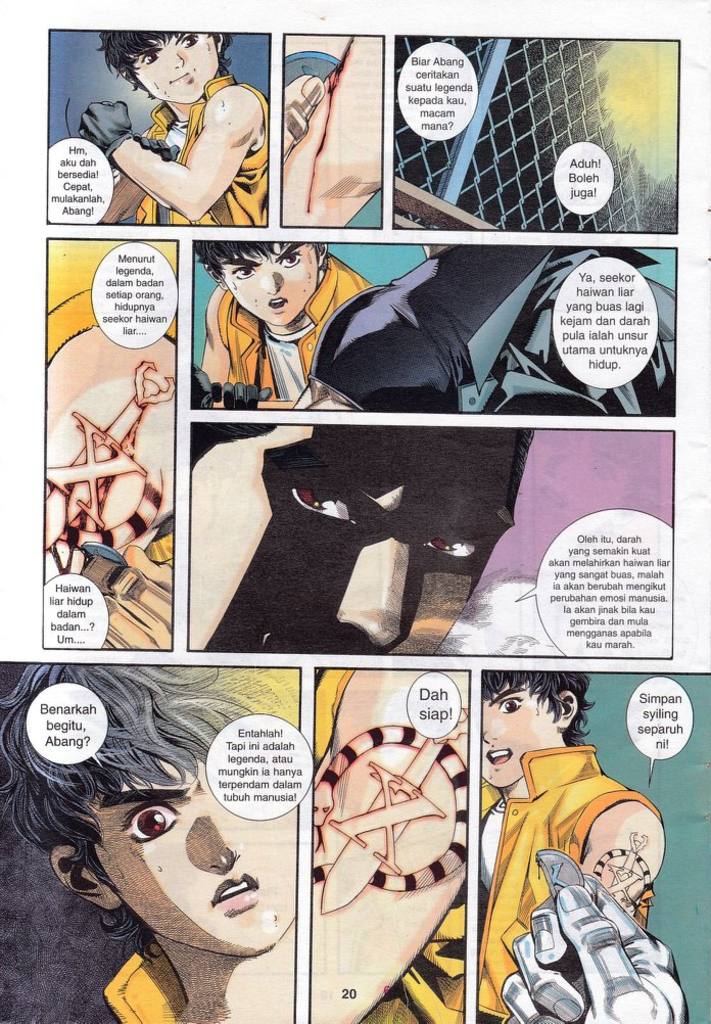 Hm,
aku dah
bersedia!
Cepat,
mulakanlah,
Abang!
Biar Abang
ceritakan
suatu legenda
kepada kau,
macam
mana?
Aduh!
Boleh
juga!
Menurut
legenda,
dalam badan
setiap orang,
hidupnya
seekor haiwan
liar....
Haiwan
liar hidup
dalam
badan...?
Um....
Ya, seekor
haiwan liar
yang buas lagi
kejam dan darah
pula ialah unsur
utama untuknya
hidup.
Oleh itu, darah
yang semakin kuat
akan melahirkan haiwan liar
yang sangat buas, malah
ia akan berubah mengikut
perubahan emosi manusia.
Ia akan jinak bila kau
gembira dan mula
mengganas apabila
kau marah.
Benarkah
begitu,
Abang?
Entahlah!
Tapi ini adalah
legenda, atau
mungkin ia hanya
terpendam dalam
tubuh manusia!
Dah
siap!
Simpan
syiling
separuh
ni!
20